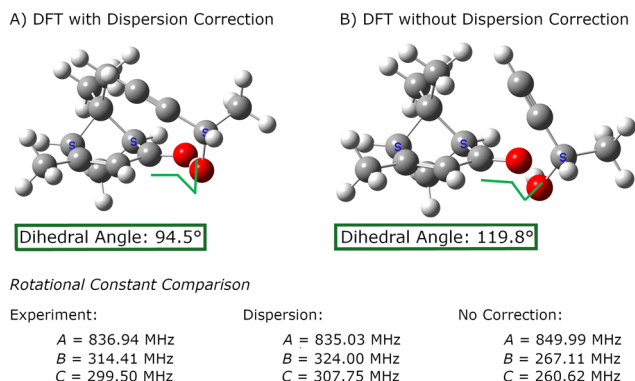 A) DFT with Dispersion Correction
B) DFT without Dispersion Correction
S
S
S
S
S
S
Dihedral Angle: 94.5°
Dihedral Angle: 119.8°
Rotational Constant Comparison
Experiment:
A = 836.94 MHz
B = 314.41 MHz
C = 299.50 MHz
Dispersion:
A = 835.03 MHz
B = 324.00 MHz
C = 307.75 MHz
No Correction:
A = 849.99 MHz
B = 267.11 MHz
C = 260.62 MHz